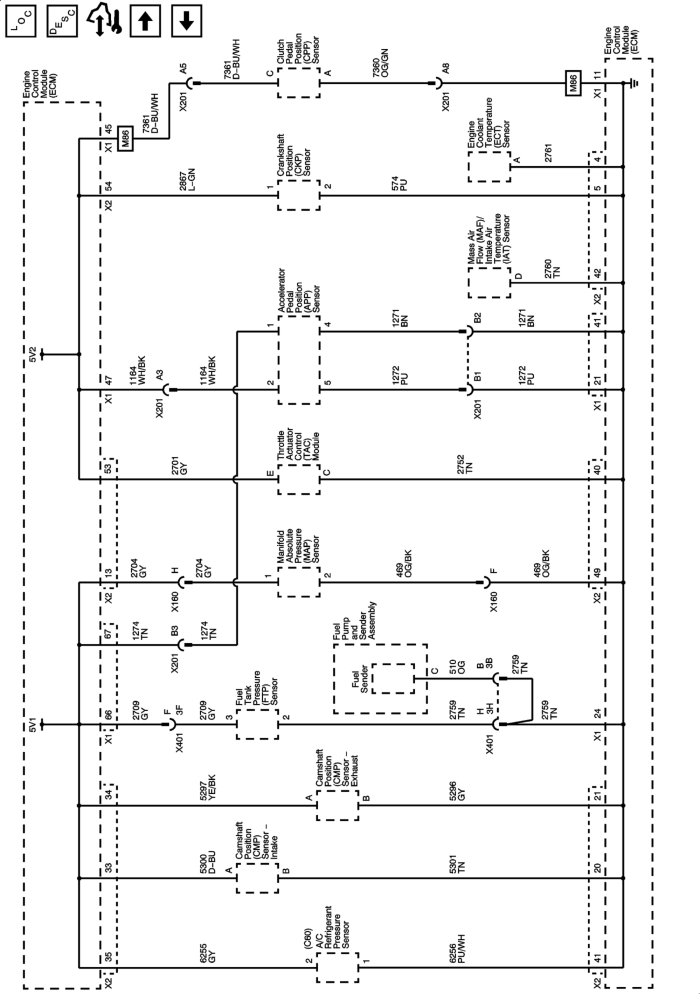 LOC
DESC
Engine
Control
Module
(ECM)
5V1
5V2
35
X2
33
34
66
X1
67
13
X2
53
47
X1
54
X2
45
X1
M86
7361
D-BU/WH
X201
A5
7361
D-BU/WH
6255
GY
5300
D-BU
5297
YE/BK
2709
GY
X401
F
3F
2709
GY
1274
TN
X201
B3
1274
TN
2704
GY
X160
H
2704
GY
2701
GY
1164
WH/BK
X201
A3
1164
WH/BK
2867
L-GN
2
(C60)
A/C
Refrigerant
Pressure
Sensor
1
A
Camshaft
Position
(CMP)
Sensor -
Intake
B
A
Camshaft
Position
(CMP)
Sensor -
Exhaust
B
3
Fuel
Tank
Pressure
(FTP)
Sensor
2
Fuel
Pump
and
Sender
Assembly
Fuel
Sender
C
1
Manifold
Absolute
Pressure
(MAP)
Sensor
2
E
Throttle
Actuator
Control
(TAC)
Module
C
2
1
Accelerator
Pedal
Position
(APP)
Sensor
5
4
1
Crankshaft
Position
(CKP)
Sensor
2
C
Clutch
Pedal
Position
(CPP)
Sensor
A
Mass Air
Flow (MAF)/
Intake Air
Temperature
(IAT) Sensor
D
Engine
Coolant
Temperature
(ECT)
Sensor
A
6256
PU/WH
5301
TN
5296
GY
2759
TN
510
OG
X401
H
3H
B
3B
2759
TN
2759
TN
469
OG/BK
X160
F
469
OG/BK
2752
TN
1272
PU
1271
BN
X201
B1
B2
1272
PU
1271
BN
2760
TN
574
PU
2761
7360
OG/GN
X201
A8
M86
41
X2
20
21
24
X1
49
X2
40
21
X1
41
42
X2
5
4
11
X1
Engine
Control
Module
(ECM)